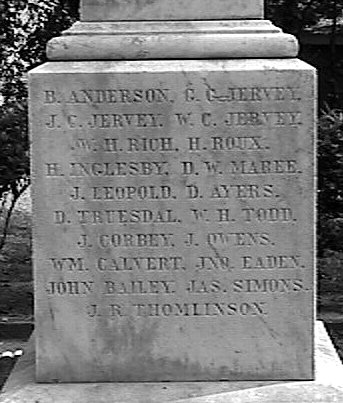 B. ANDERSON. G. C. JERVEY.
J. C. JERVEY. W. C. JERVEY.
W. H. RICH. H. ROUX.
H. INGLESBY. D. W. MAREE.
J. LEOPOLD. D. AYERS.
D. TRUESDAL. W. H. TODD.
J. CORBEY. J. OWENS.
WM. CALVERT. JNO. EADEN.
JOHN BAILEY. JAS. SIMONS.
J. R. THOMLINSON.